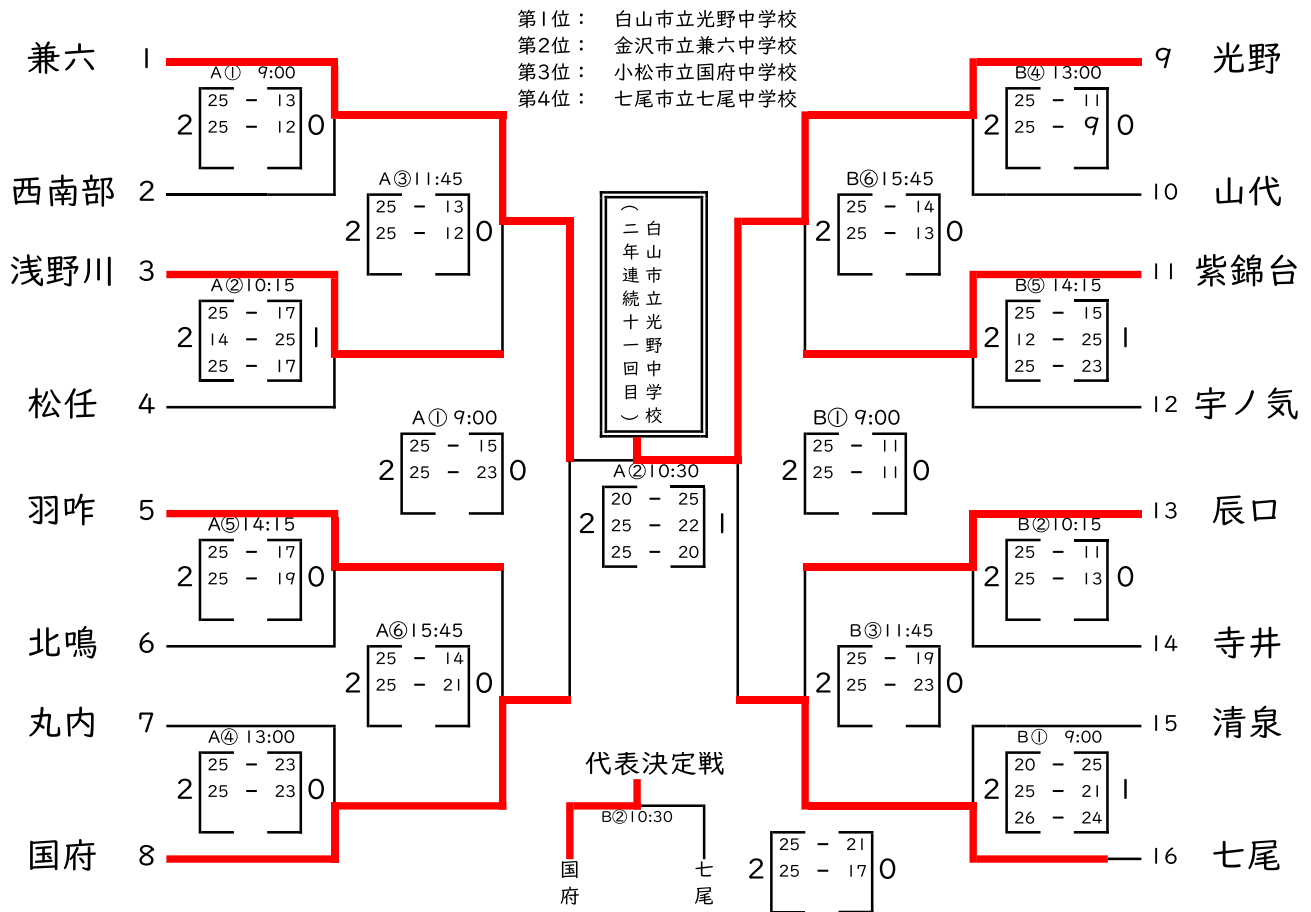 第1位： 白山市立光野中学校
第2位： 金沢市立兼六中学校
第3位： 小松市立国府中学校
第4位： 七尾市立七尾中学校
兼六 1
A① 9:00
2 25 - 13 0
25 - 12
西南部 2
A③11:45
2 25 - 13 0
25 - 12
浅野川 3
A②10:15
2 25 - 17 1
14 - 25
25 - 17
松任 4
A① 9:00
2 25 - 15 0
25 - 23
羽咋 5
A⑤14:15
2 25 - 17 0
25 - 19
北鳴 6
A⑥15:45
2 25 - 14 0
25 - 21
丸内 7
A④ 13:00
2 25 - 23 0
25 - 23
国府 8
白山市立光野中学校
（二年連続十一回目）
A②10:30
2 20 - 25 1
25 - 22
25 - 20
代表決定戦
B②10:30
国府
七尾
2 25 - 21 0
25 - 17
9 光野
B④ 13:00
2 25 - 11 0
25 - 9
10 山代
B⑥15:45
2 25 - 14 0
25 - 13
11 紫錦台
B⑤ 14:15
2 25 - 15 1
12 - 25
25 - 23
12 宇ノ気
B① 9:00
2 25 - 11 0
25 - 11
13 辰口
B②10:15
2 25 - 11 0
25 - 13
14 寺井
B③11:45
2 25 - 19 0
25 - 23
15 清泉
B① 9:00
2 20 - 25 1
25 - 21
26 - 24
16 七尾